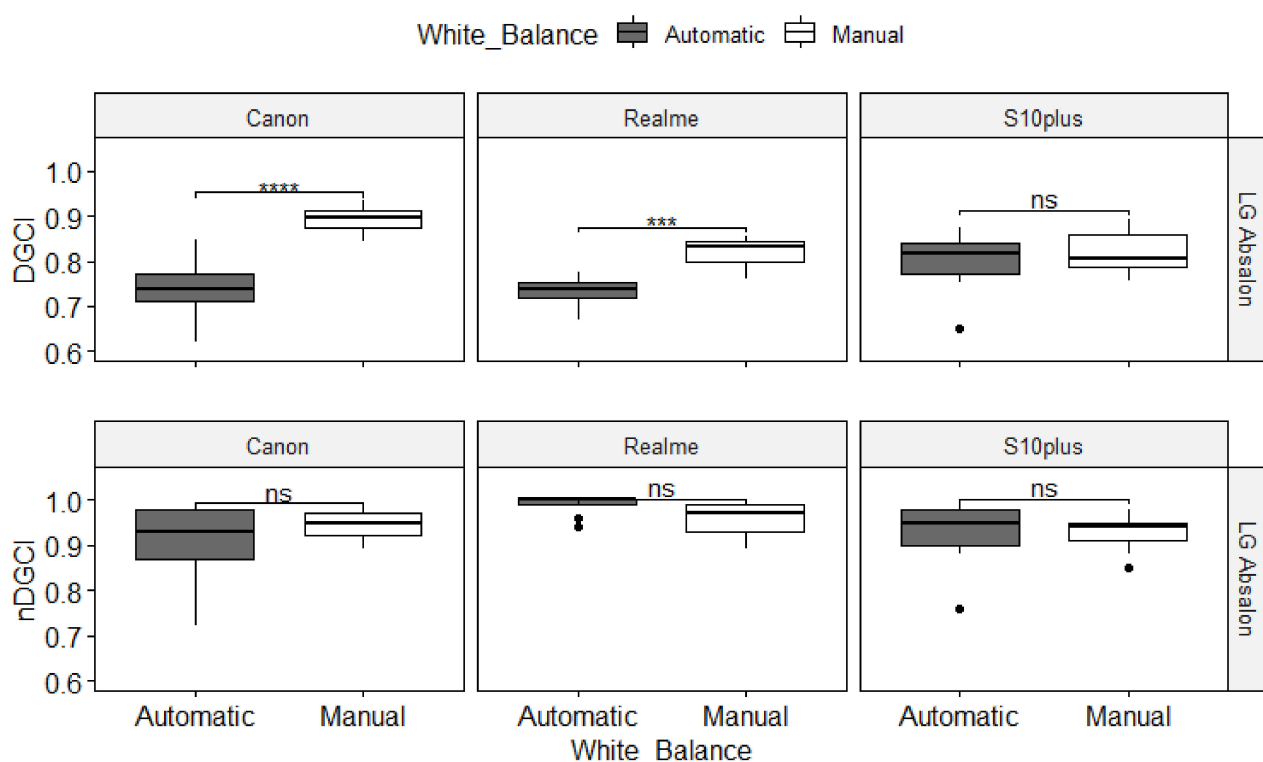 White_Balance Automatic Manual
Canon Realme S10plus
DGCI
1.0
0.9
0.8
0.7
0.6
**** *** ns
LG Absalon
Canon Realme S10plus
nDGCI
1.0
0.9
0.8
0.7
0.6
ns ns ns
LG Absalon
Automatic Manual Automatic Manual Automatic Manual
White_Balance